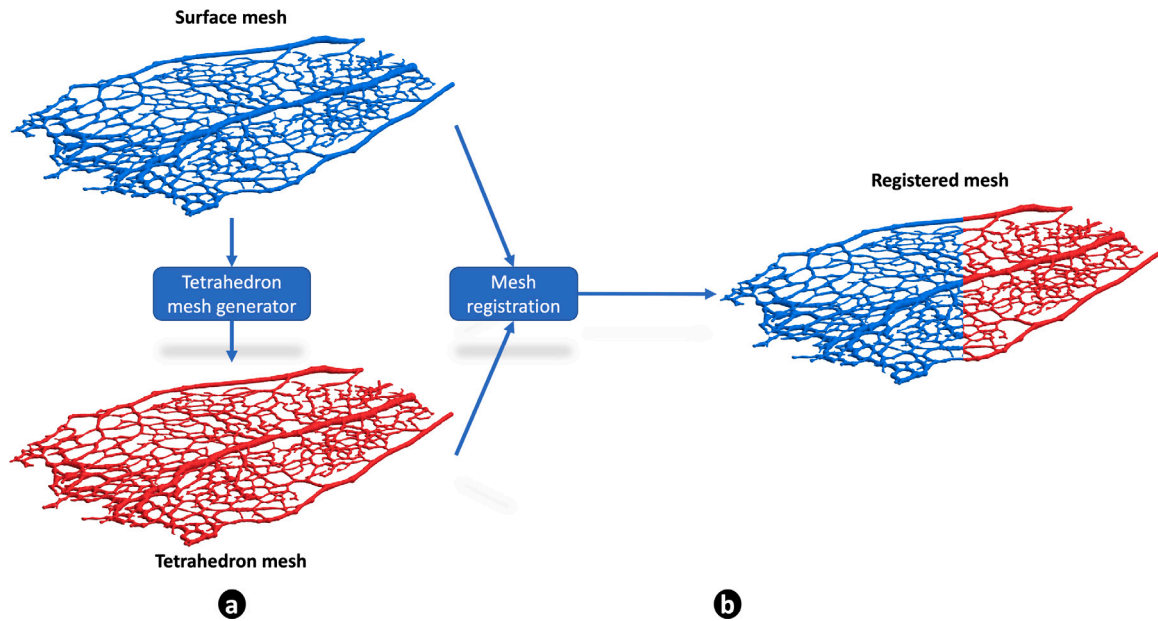 Surface mesh
Tetrahedron
mesh generator
Tetrahedron mesh
Mesh
registration
Registered mesh
a
b